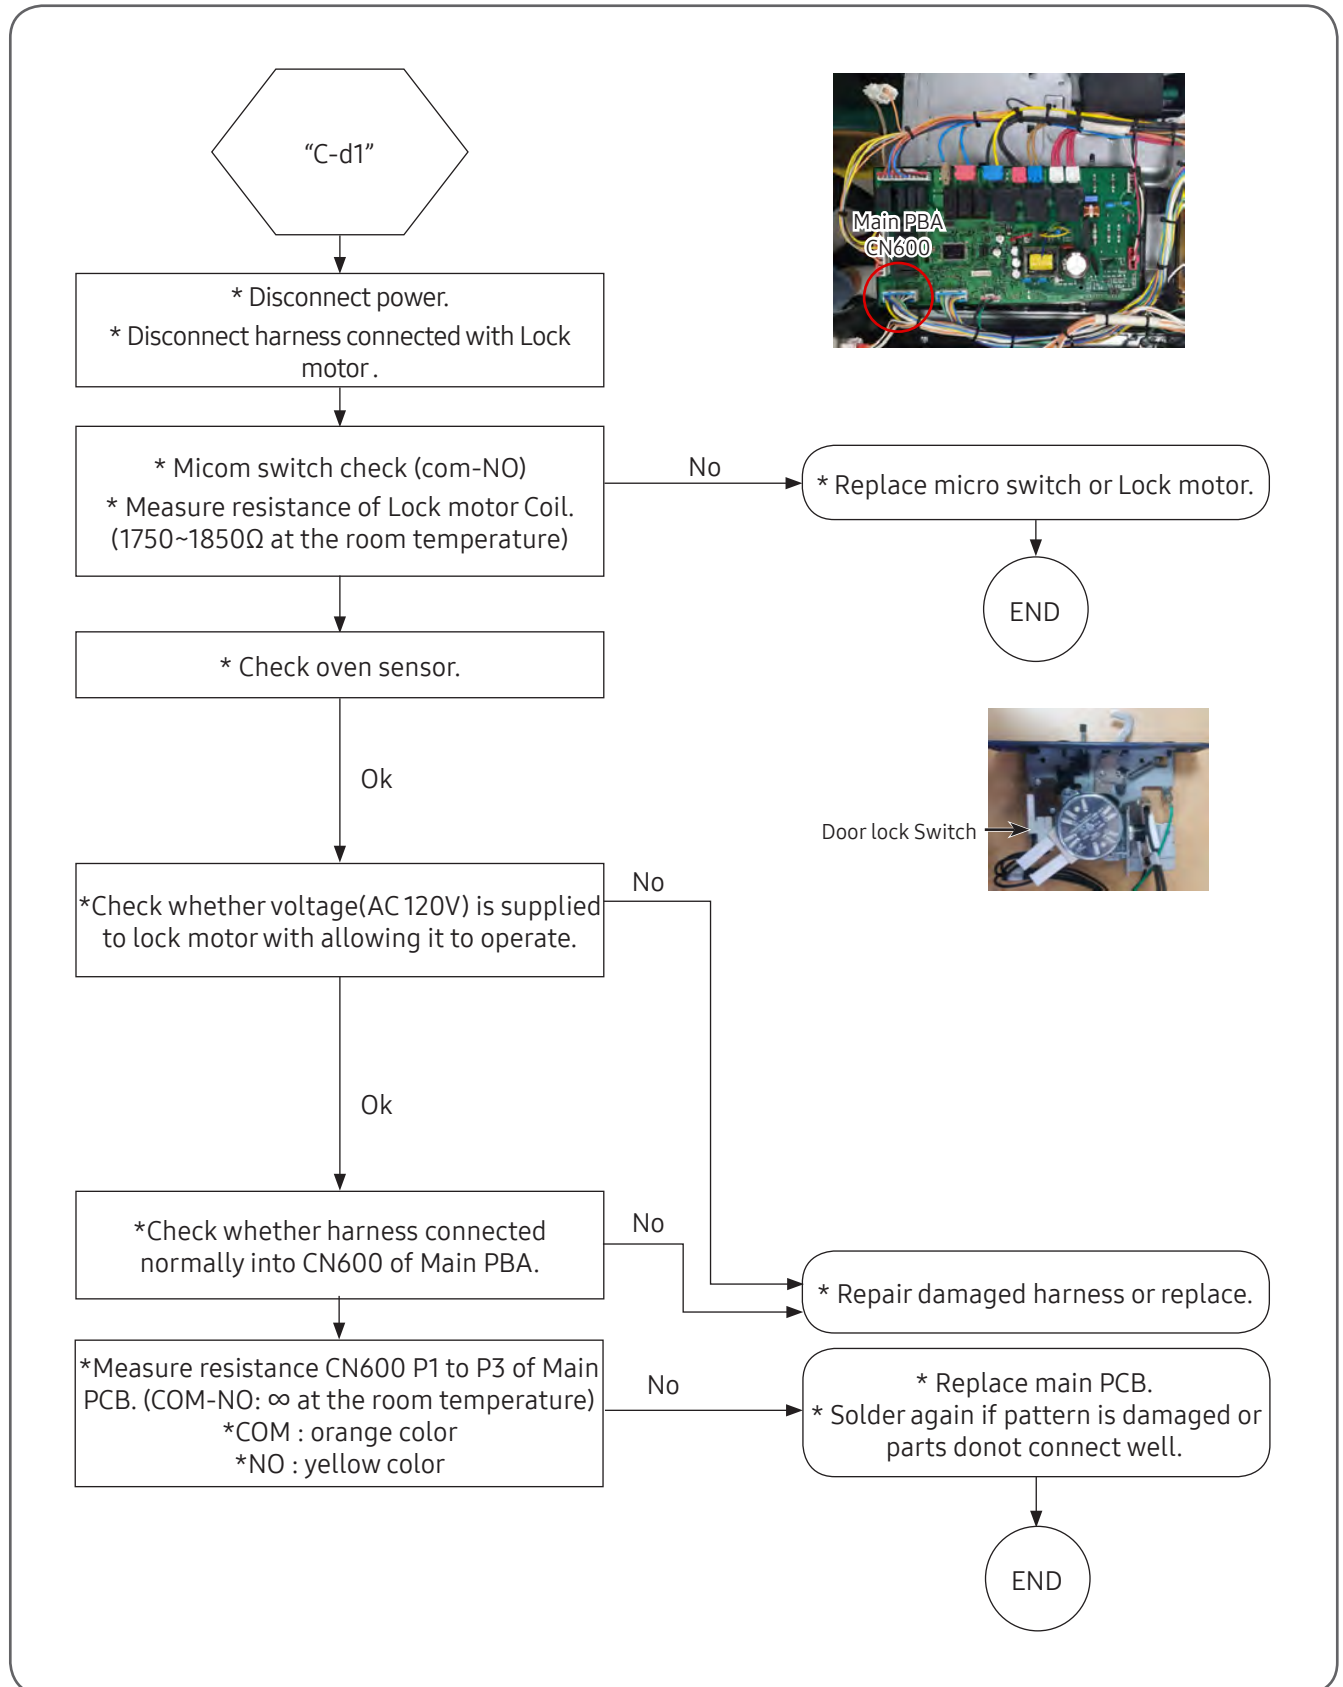 “C-d1”
Main PBA
CN600
* Disconnect power.
* Disconnect harness connected with Lock
motor .
* Micom switch check (com-NO)
* Measure resistance of Lock motor Coil.
(1750~1850Ω at the room temperature)
No
* Replace micro switch or Lock motor.
END
* Check oven sensor.
Ok
Door lock Switch
*Check whether voltage(AC 120V) is supplied
to lock motor with allowing it to operate.
No
Ok
*Check whether harness connected
normally into CN600 of Main PBA.
No
* Repair damaged harness or replace.
*Measure resistance CN600 P1 to P3 of Main
PCB. (COM-NO: ∞ at the room temperature)
*COM : orange color
*NO : yellow color
No
* Replace main PCB.
* Solder again if pattern is damaged or
parts donot connect well.
END